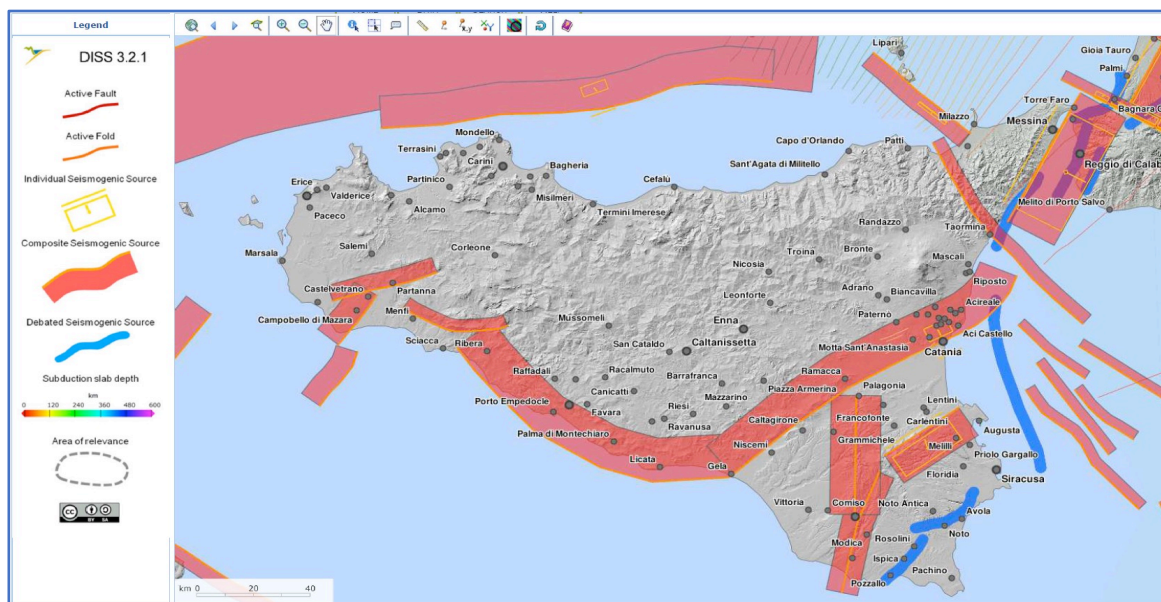 Legend
DISS 3.2.1
Active Fault
Active Fold
Individual Seismogenic Source
Composite Seismogenic Source
Debated Seismogenic Source
Subduction slab depth
km
0 120 240 360 480 600
Area of relevance
CC BY SA
x,y
Lipari
Gioia Tauro
Palmi
Torre Faro
Bagnara C
Messina
Milazzo
Reggio di Calab
Mondello
Terrasini
Carini
Capo d'Orlando
Patti
Bagheria
Sant'Agata di Militello
Erice
Valderice
Partinico
Cefalù
Misilmeri
Melito di Porto Salvo
Paceco
Alcamo
Termini Imerese
Randazzo
Taormina
Marsala
Salemi
Corleone
Troina
Bronte
Mascali
Nicosia
Riposto
Castelvetrano
Partanna
Leonforte
Adrano
Biancavilla
Acireale
Campobello di Mazara
Menfi
Mussomeli
Enna
Paternò
Aci Castello
Sciacca
Ribera
San Cataldo
Caltanissetta
Motta Sant'Anastasia
Catania
Raffadali
Racalmuto
Barrafranca
Ramacca
Canicattì
Piazza Armerina
Palagonia
Porto Empedocle
Favara
Riesi
Mazzarino
Lentini
Ravanusa
Caltagirone
Francofonte
Carlentini
Augusta
Palma di Montechiaro
Niscemi
Grammichele
Melilli
Priolo Gargallo
Licata
Gela
Floridia
Siracusa
Vittoria
Comiso
Noto Antica
Avola
Modica
Rosolini
Noto
Ispica
Pozzallo
Pachino
km 0 20 40